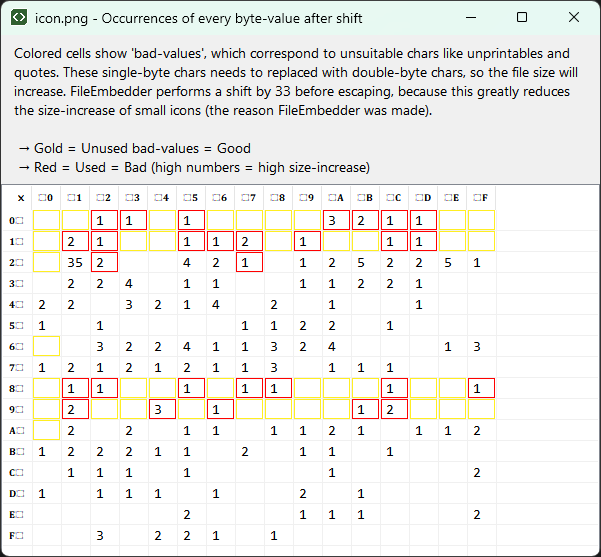 icon.png - Occurrences of every byte-value after shift
Colored cells show 'bad-values', which correspond to unsuitable chars like unprintables and
quotes. These single-byte chars needs to replaced with double-byte chars, so the file size will
increase. FileEmbedder performs a shift by 33 before escaping, because this greatly reduces
the size-increase of small icons (the reason FileEmbedder was made).
→ Gold = Unused bad-values = Good
→ Red = Used = Bad (high numbers = high size-increase)
x □0 □1 □2 □3 □4 □5 □6 □7 □8 □9 □A □B □C □D □E □F
0□ 1 1 1 3 2 1 1
1□ 2 1 1 1 2 1 1 1
2□ 35 2 4 2 1 1 2 5 2 2 5 1
3□ 2 2 4 1 1 1 1 2 2 1
4□ 2 2 3 2 1 4 2 1 1
5□ 1 1 1 1 2 2 1
6□ 3 2 2 4 1 1 3 2 4 1 3
7□ 1 2 1 2 1 2 1 1 3 1 1 1
8□ 1 1 1 1 1 1 1
9□ 2 3 1 1 2
A□ 2 2 1 1 1 1 2 1 1 1 2
B□ 1 2 2 2 1 1 2 1 1 1
C□ 1 1 1 1 1 2
D□ 1 1 1 1 1 2 1
E□ 2 1 1 1 2
F□ 3 2 2 1 1